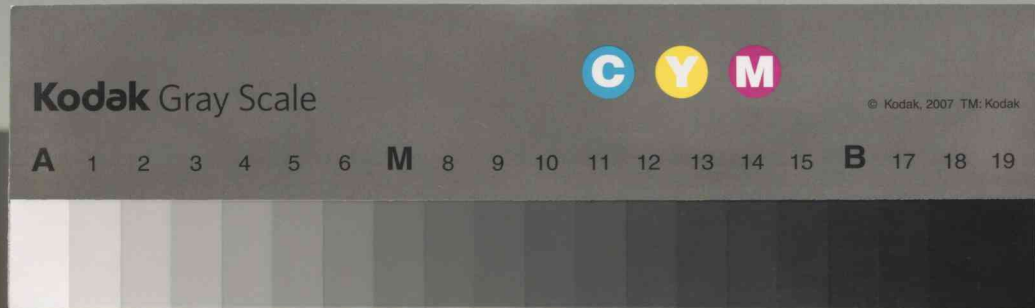 C Y M
Kodak Gray Scale
© Kodak, 2007 TM: Kodak
A 1 2 3 4 5 6 M 8 9 10 11 12 13 14 15 B 17 18 19